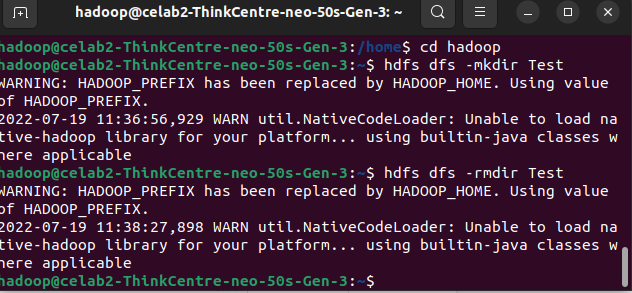 hadoop@celab2-ThinkCentre-neo-50s-Gen-3: ~
hadoop@celab2-ThinkCentre-neo-50s-Gen-3:/home$ cd hadoop
hadoop@celab2-ThinkCentre-neo-50s-Gen-3:~$ hdfs dfs -mkdir Test
WARNING: HADOOP_PREFIX has been replaced by HADOOP_HOME. Using value
of HADOOP_PREFIX.
2022-07-19 11:36:56,929 WARN util.NativeCodeLoader: Unable to load na
tive-hadoop library for your platform... using builtin-java classes w
here applicable
hadoop@celab2-ThinkCentre-neo-50s-Gen-3:~$ hdfs dfs -rmdir Test
WARNING: HADOOP_PREFIX has been replaced by HADOOP_HOME. Using value
of HADOOP_PREFIX.
2022-07-19 11:38:27,898 WARN util.NativeCodeLoader: Unable to load na
tive-hadoop library for your platform... using builtin-java classes w
here applicable
hadoop@celab2-ThinkCentre-neo-50s-Gen-3:~$